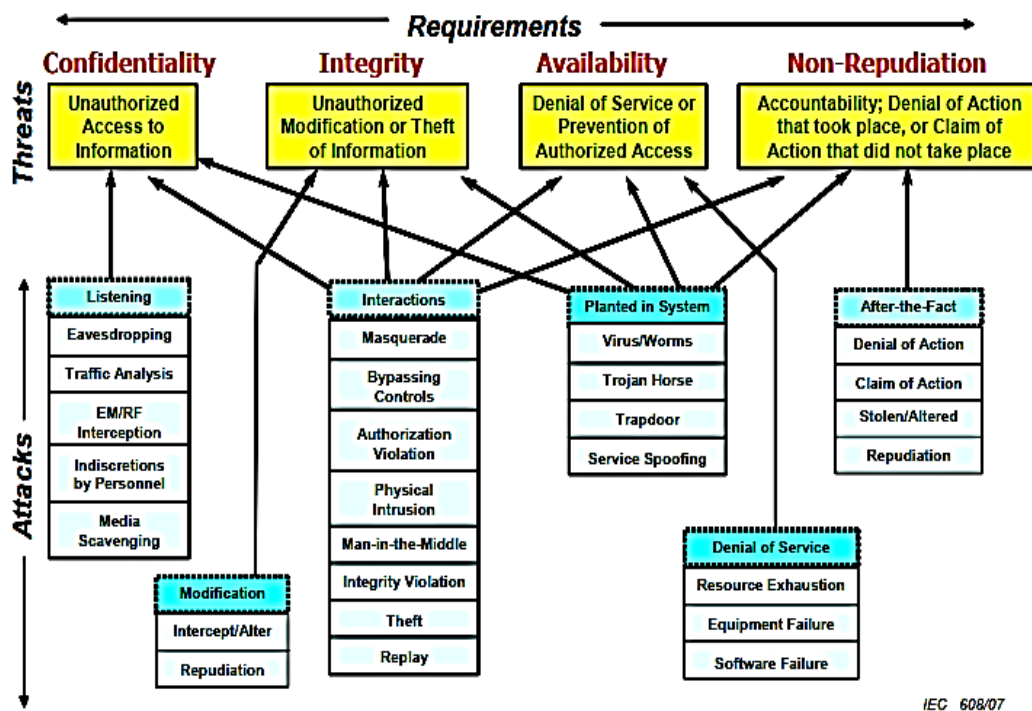 Requirements
Confidentiality
Integrity
Availability
Non-Repudiation
Threats
Unauthorized
Access to
Information
Unauthorized
Modification or Theft
of Information
Denial of Service or
Prevention of
Authorized Access
Accountability; Denial of Action
that took place, or Claim of
Action that did not take place
Attacks
Listening
Eavesdropping
Traffic Analysis
EM/RF
Interception
Indiscretions
by Personnel
Media
Scavenging
Modification
Intercept/Alter
Repudiation
Interactions
Masquerade
Bypassing
Controls
Authorization
Violation
Physical
Intrusion
Man-in-the-Middle
Integrity Violation
Theft
Replay
Planted in System
Virus/Worms
Trojan Horse
Trapdoor
Service Spoofing
Denial of Service
Resource Exhaustion
Equipment Failure
Software Failure
After-the-Fact
Denial of Action
Claim of Action
Stolen/Altered
Repudiation
IEC 608/07